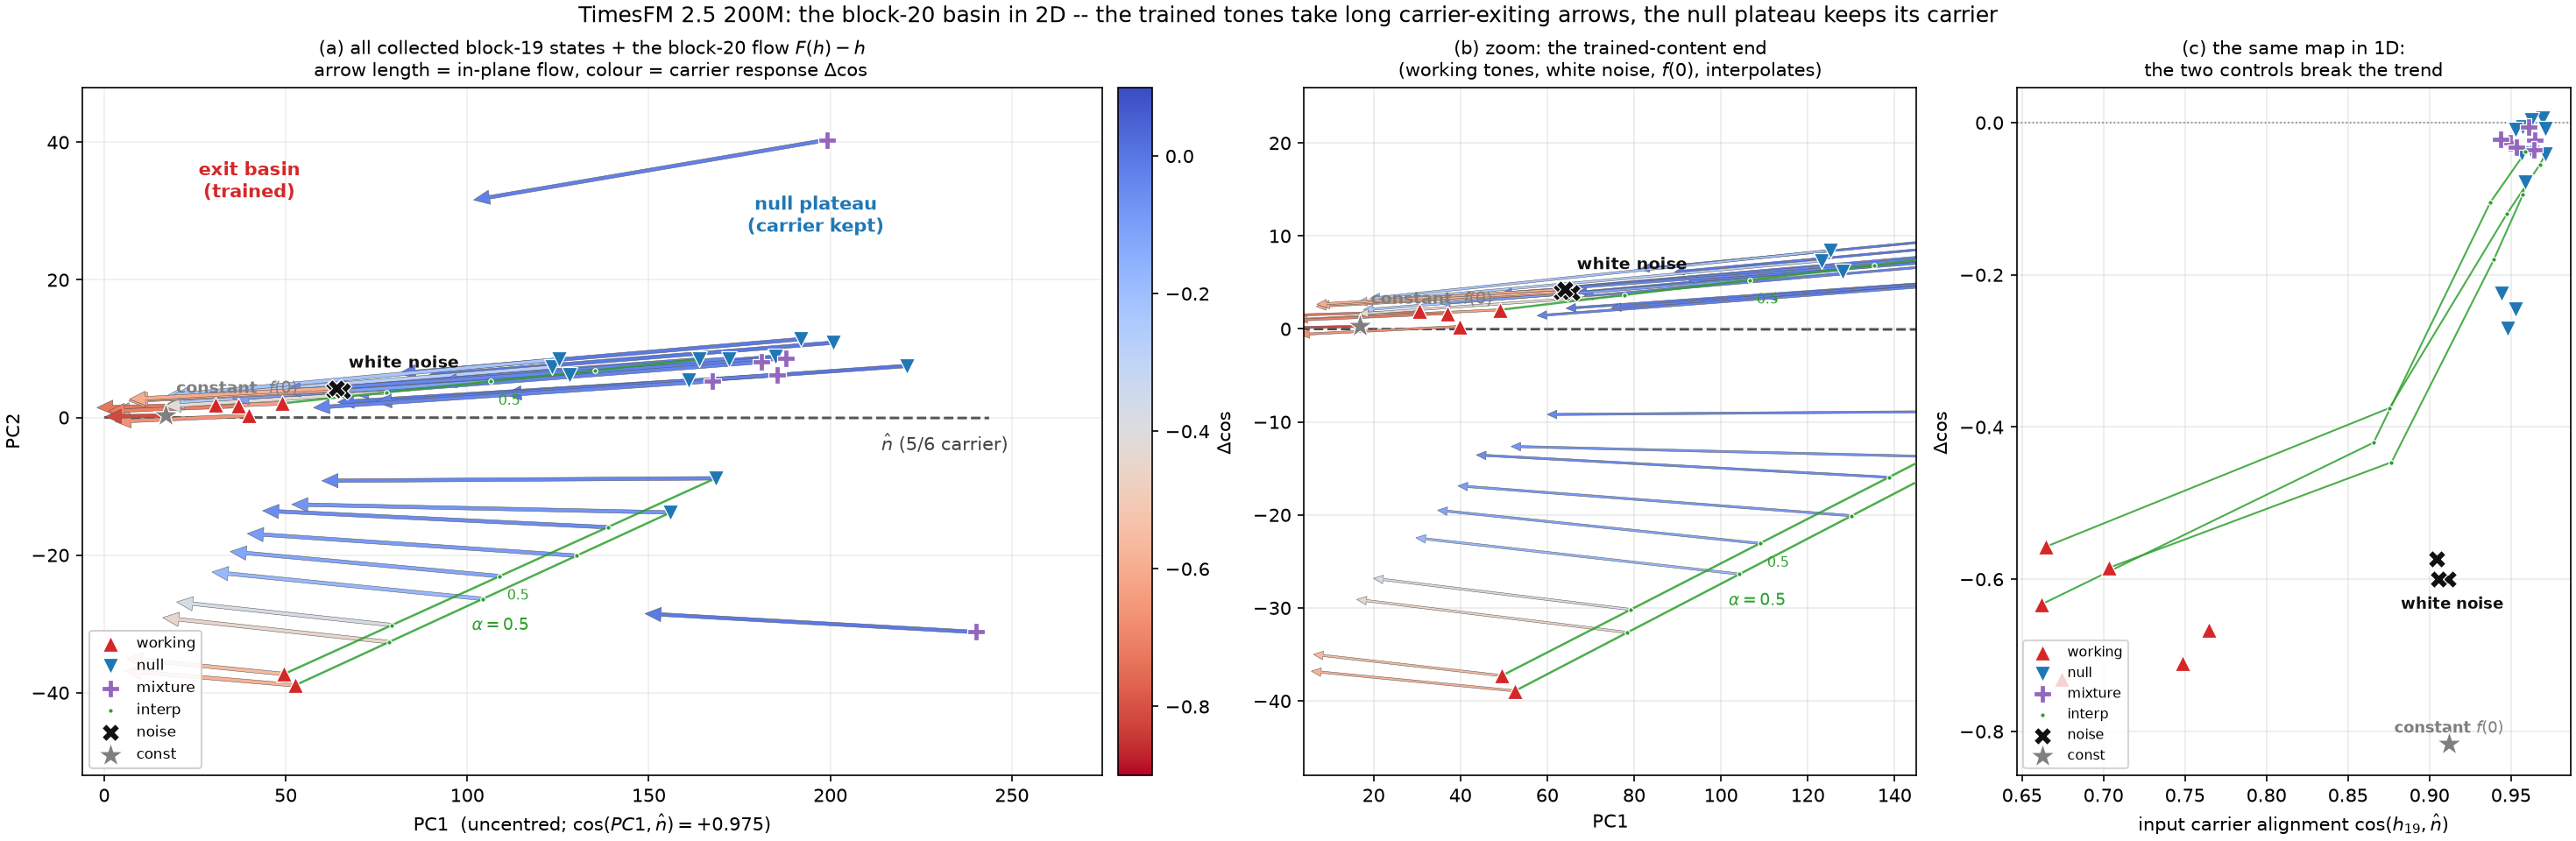 TimesFM 2.5 200M: the block-20 basin in 2D -- the trained tones take long carrier-exiting arrows, the null plateau keeps its carrier
(a) all collected block-19 states + the block-20 flow F(h) − h
arrow length = in-plane flow, colour = carrier response Δcos
exit basin
(trained)
null plateau
(carrier kept)
white noise
constant f(0)
0.5
n̂ (5/6 carrier)
0.5
α = 0.5
working
null
mixture
interp
noise
const
40
20
0
−20
−40
PC2
0
50
100
150
200
250
PC1 (uncentred; cos(PC1, n̂) = +0.975)
0.0
−0.2
−0.4
−0.6
−0.8
Δcos
(b) zoom: the trained-content end
(working tones, white noise, f(0), interpolates)
white noise
constant f(0)
0.5
0.5
α = 0.5
20
10
0
−10
−20
−30
−40
20
40
60
80
100
120
140
PC1
(c) the same map in 1D:
the two controls break the trend
white noise
constant f(0)
working
null
mixture
interp
noise
const
0.0
−0.2
−0.4
−0.6
−0.8
Δcos
0.65
0.70
0.75
0.80
0.85
0.90
0.95
input carrier alignment cos(h₁₉, n̂)